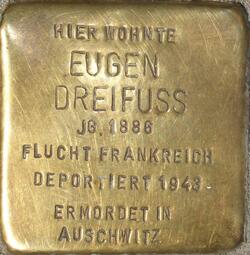 HIER WOHNTE
EUGEN
DREIFUSS
JG. 1886
FLUCHT FRANKREICH
DEPORTIERT 1943
ERMORDET IN
AUSCHWITZ